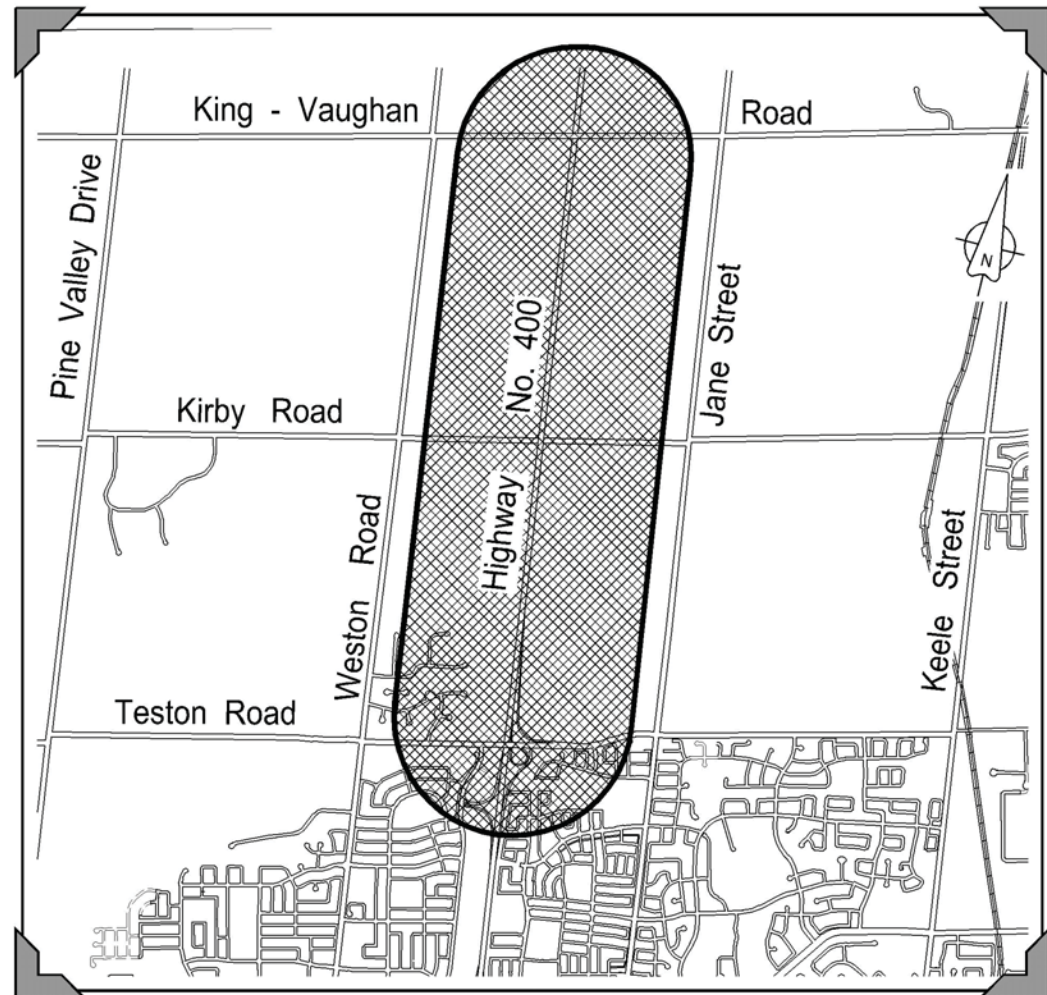 King - Vaughan Road
Pine Valley Drive
N
Jane Street
Highway No. 400
Kirby Road
Weston Road
Keele Street
Teston Road